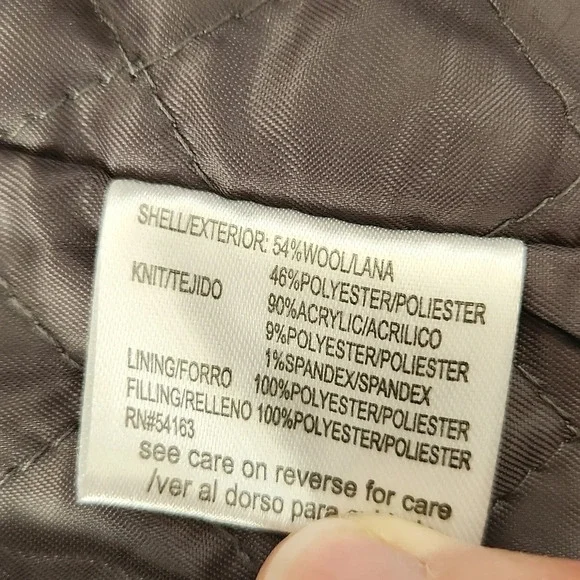 SHELL/EXTERIOR: 54%WOOL/LANA
46%POLYESTER/POLIESTER
KNIT/TEJIDO 90%ACRYLIC/ACRILICO
9%POLYESTER/POLIESTER
1%SPANDEX/SPANDEX
LINING/FORRO 100%POLYESTER/POLIESTER
FILLING/RELLENO 100%POLYESTER/POLIESTER
RN#54163
see care on reverse for care
/ver al dorso para